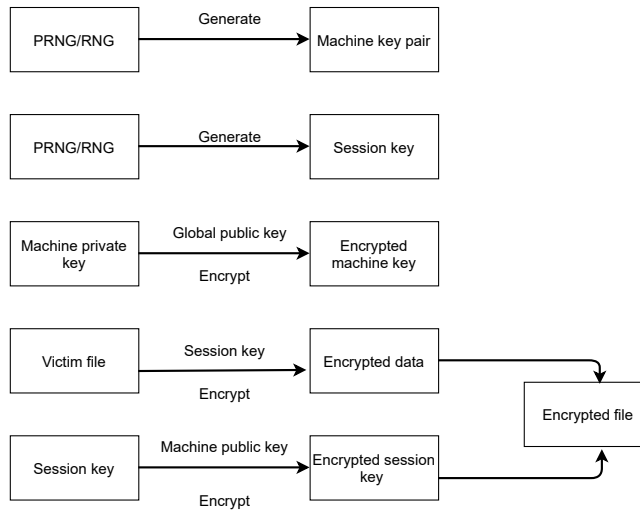 Generate
PRNG/RNG
Machine key pair
Generate
PRNG/RNG
Session key
Global public key
Machine private
key
Encrypted
machine key
Encrypt
Session key
Victim file
Encrypted data
Encrypt
Encrypted file
Machine public key
Session key
Encrypted session
key
Encrypt